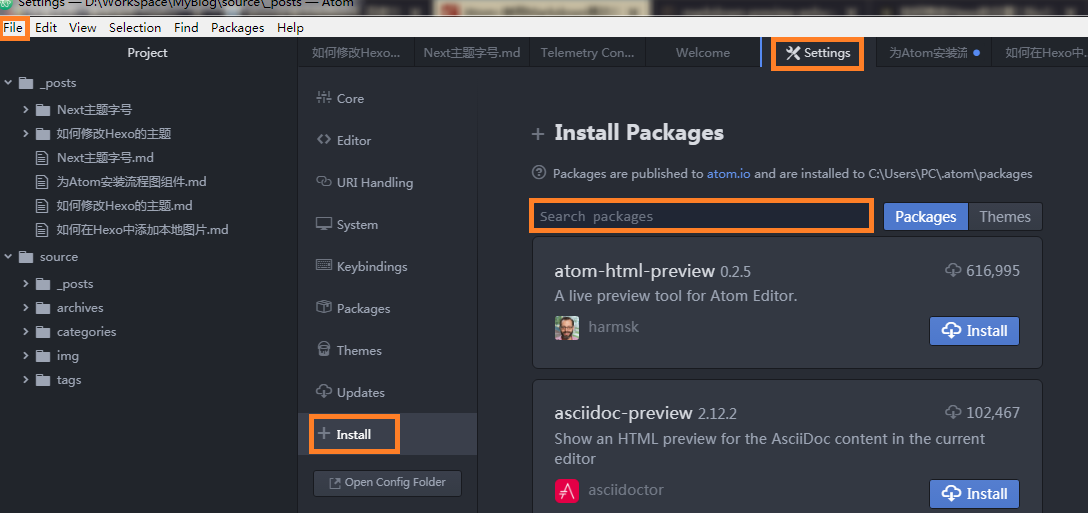 Settings — D:\WorkSpace\MyBlog\source\_posts — Atom
File Edit View Selection Find Packages Help
Project
如何修改Hexo... Next主题字号.md Telemetry Con... Welcome Settings 为Atom安装流 如何在Hexo中.
_posts
Next主题字号
如何修改Hexo的主题
Next主题字号.md
为Atom安装流程图组件.md
如何修改Hexo的主题.md
如何在Hexo中添加本地图片.md
source
_posts
archives
categories
img
tags
Core
Editor
URI Handling
System
Keybindings
Packages
Themes
Updates
Install
Open Config Folder
Install Packages
Packages are published to atom.io and are installed to C:\Users\PC\.atom\packages
Search packages
Packages Themes
atom-html-preview 0.2.5 616,995
A live preview tool for Atom Editor.
harmsk
Install
asciidoc-preview 2.12.2 102,467
Show an HTML preview for the AsciiDoc content in the current
editor
asciidoctor
Install